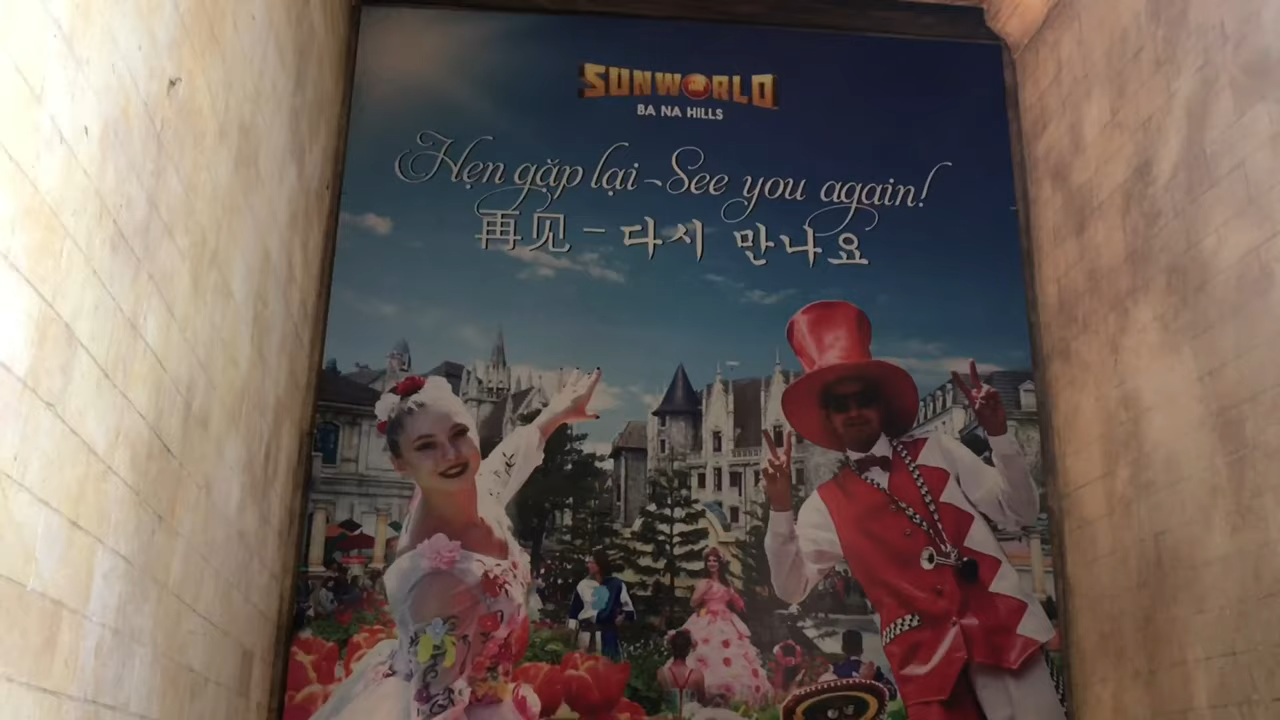 SUNWORLD
BA NA HILLS
Hẹn gặp lại - See you again!
再见 - 다시 만나요